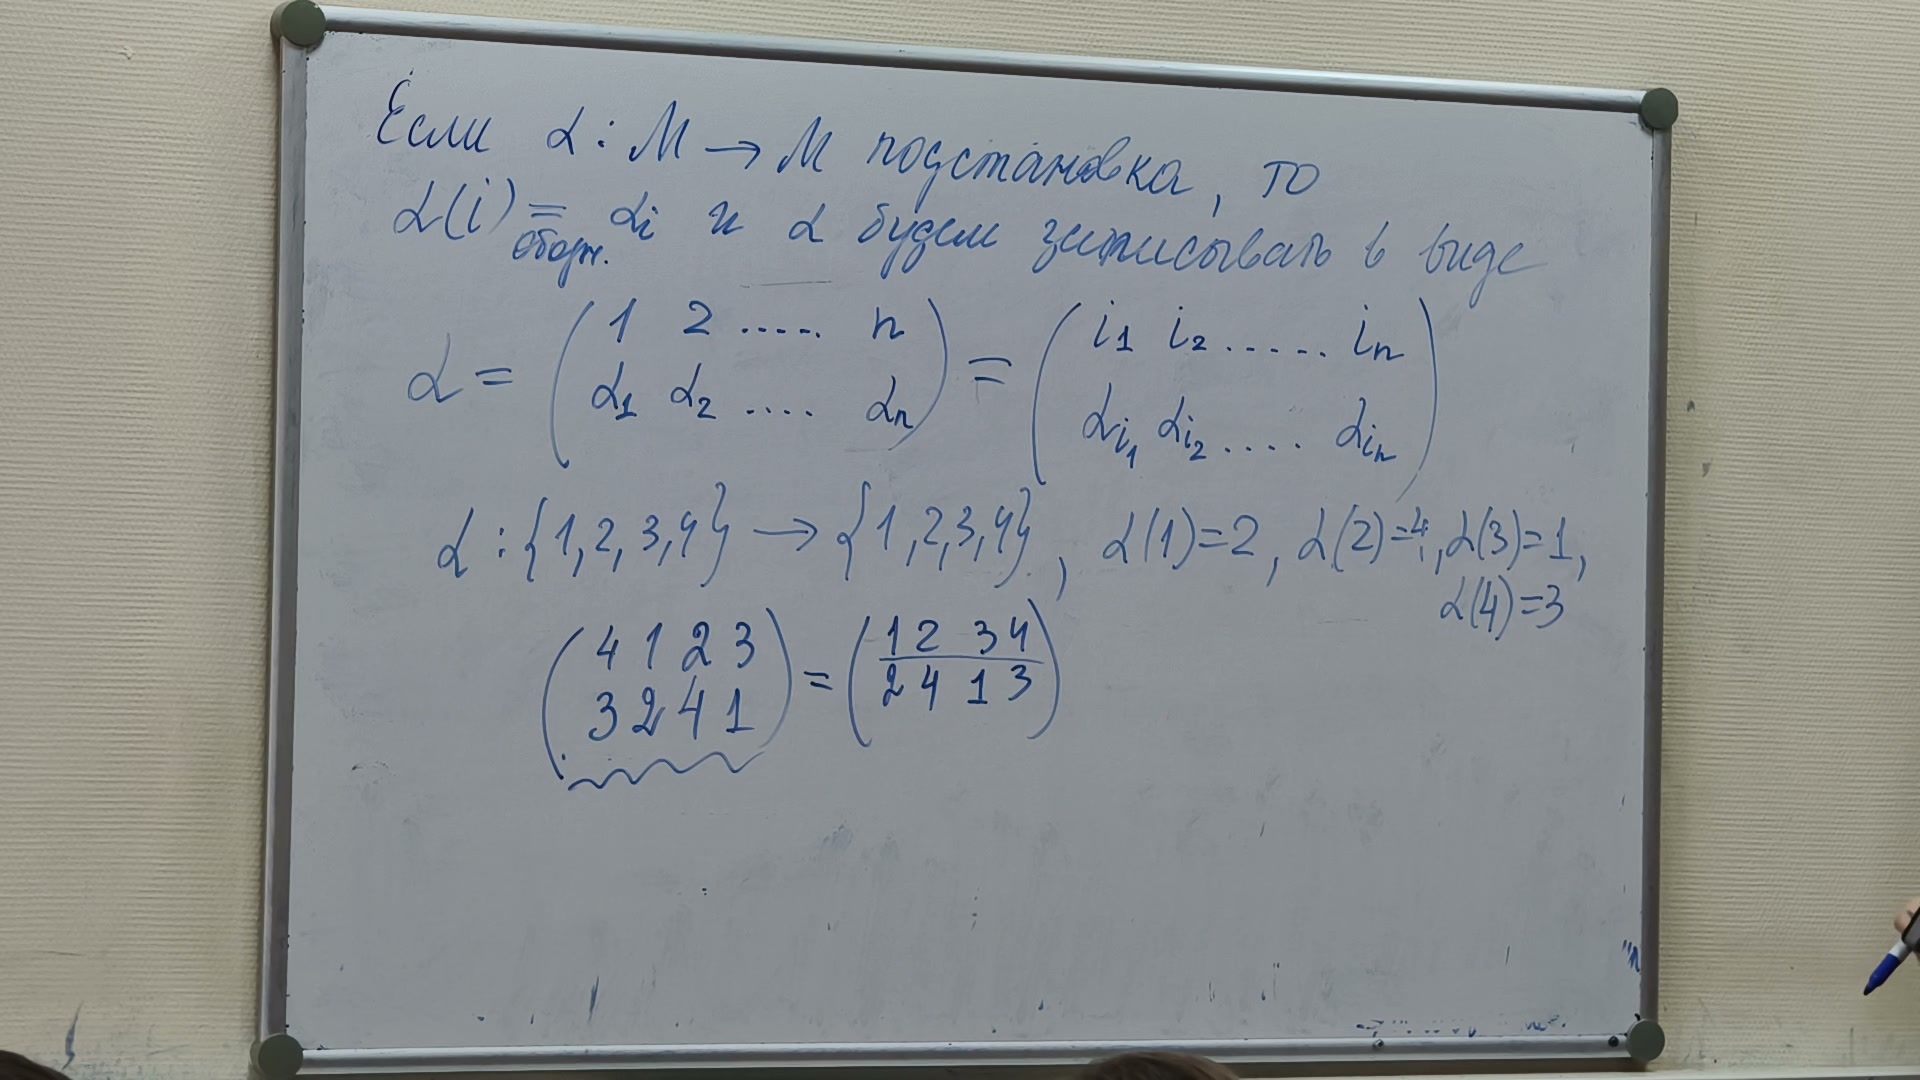 Если α : M → M подстановка, то
α(i) = αi и α будем записывать в виде
обозн.
α = ( 1 2 ..... n ) = ( i1 i2 ..... in )
( α1 α2 .... αn ) ( αi1 αi2 .... αin )
α : {1,2,3,4} → {1,2,3,4}, α(1)=2, α(2)=4, α(3)=1,
α(4)=3
( 4 1 2 3 ) = ( 1 2 3 4 )
( 3 2 4 1 ) ( 2 4 1 3 )